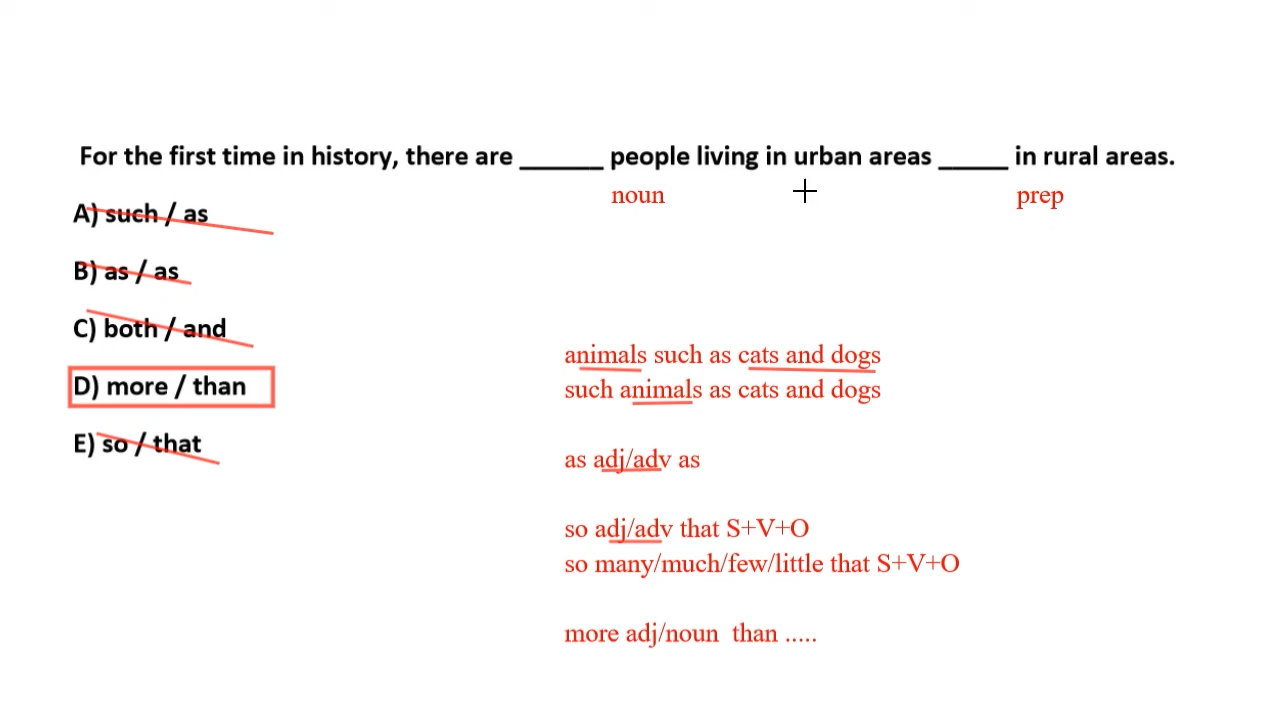 For the first time in history, there are ______ people living in urban areas _____ in rural areas.
noun prep
A) such / as
B) as / as
C) both / and
D) more / than
E) so / that
animals such as cats and dogs
such animals as cats and dogs
as adj/adv as
so adj/adv that S+V+O
so many/much/few/little that S+V+O
more adj/noun than .....